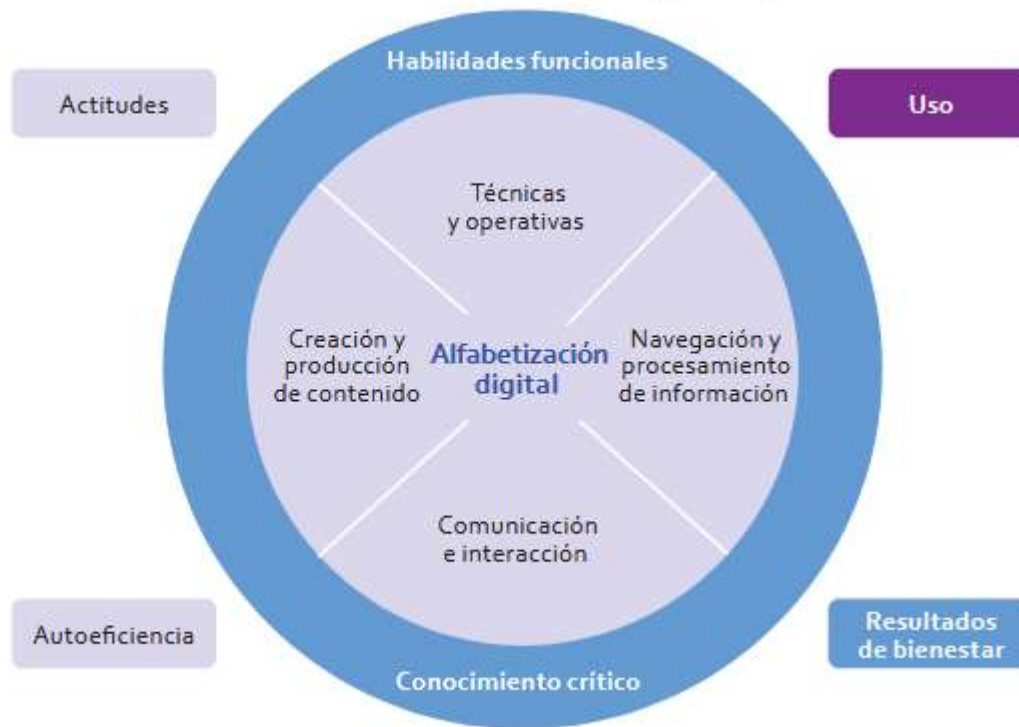 Habilidades funcionales
Actitudes
Uso
Técnicas
y operativas
Creación y
producción
de contenido
Alfabetización
digital
Navegación y
procesamiento
de información
Comunicación
e interacción
Autoeficiencia
Resultados
de bienestar
Conocimiento crítico